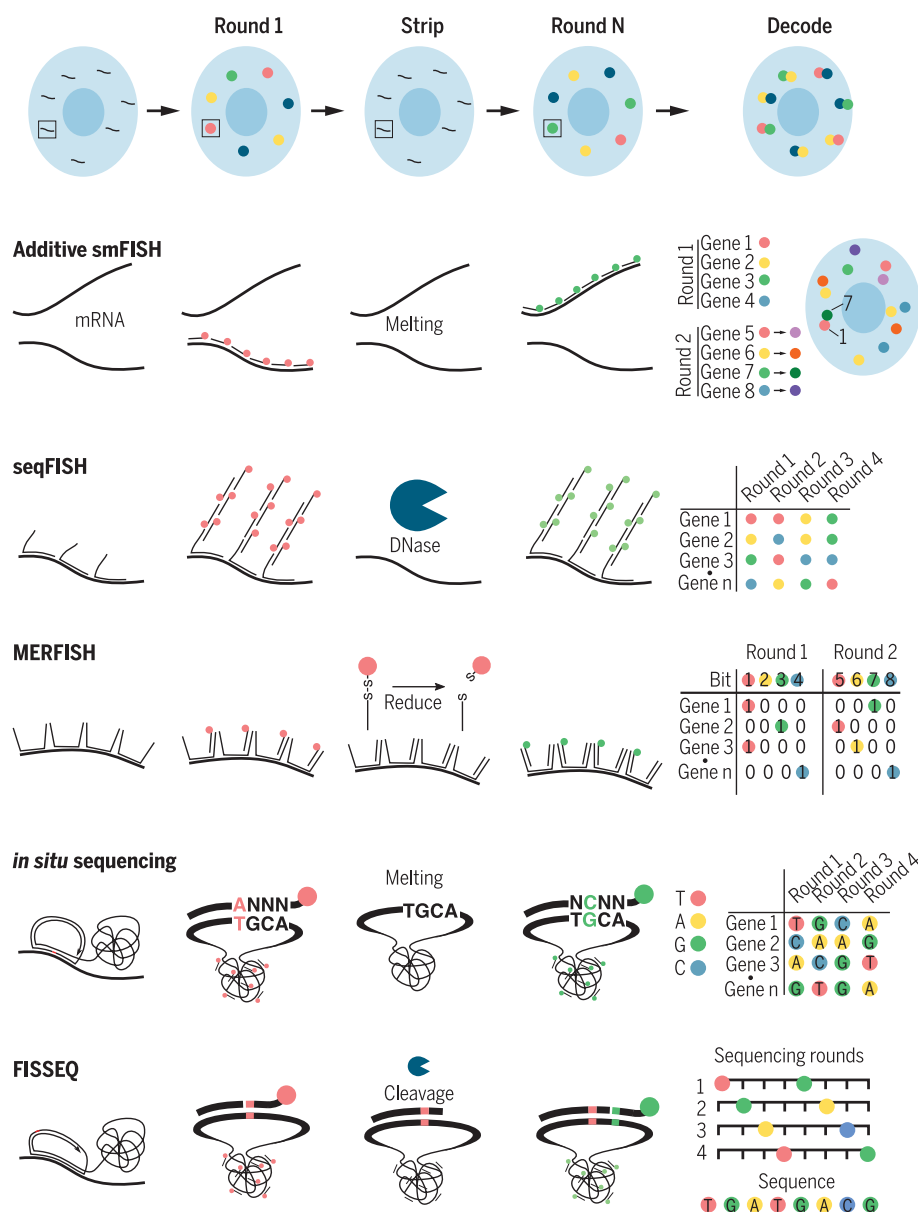 Round 1 Strip Round N Decode
Additive smFISH
mRNA
Melting
Round 1
Gene 1
Gene 2
Gene 3
Gene 4
Round 2
Gene 5
Gene 6
Gene 7
Gene 8
7
1
seqFISH
DNase
Round 1 Round 2 Round 3 Round 4
Gene 1
Gene 2
Gene 3
Gene n
MERFISH
S-S
Reduce
S
S
Round 1 Round 2
Bit 1 2 3 4 5 6 7 8
Gene 1 1 0 0 0 0 0 1 0
Gene 2 0 0 1 0 1 0 0 0
Gene 3 1 0 0 0 0 1 0 0
Gene n 0 0 0 1 0 0 0 1
in situ sequencing
ANNN
TGCA
Melting
TGCA
NCNN
TGCA
T
A
G
C
Round 1 Round 2 Round 3 Round 4
Gene 1 T G C A
Gene 2 C A A G
Gene 3 A C G T
Gene n G T G A
FISSEQ
Cleavage
Sequencing rounds
1
2
3
4
Sequence
T G A T G A C G